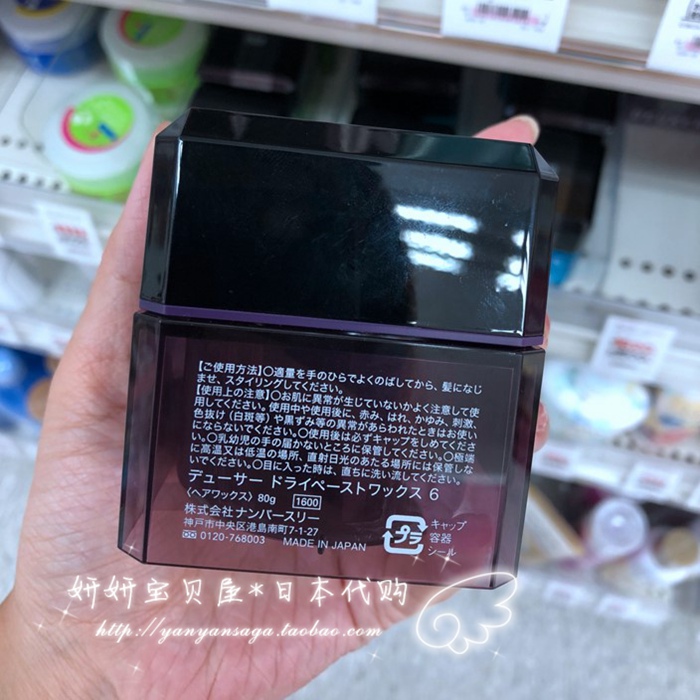 【ご使用方法】〇適量を手のひらでよくのばしてから、髪になじ
ませ、スタイリングしてください。
【使用上の注意】〇お肌に異常が生じていないかよく注意して使
用してください。使用中や使用後に、赤み、はれ、かゆみ、刺激、
色抜け(白斑等)や黒ずみ等の異常があらわれたときはお使い
にならないでください。〇使用後は必ずキャップをしめてくださ
い。〇乳幼児の手の届かないところに保管してください。〇極端
に高温又は低温の場所、直射日光のあたる場所には保管しな
いでください。〇目に入った時は、直ちに洗い流してください。
デューサー ドライペーストワックス 6
〈ヘアワックス〉80g 1600
株式会社ナンバースリー
神戸市中央区港島南町7-1-27
0120-768003 MADE IN JAPAN
プラ
キャップ
容器
シール
妍妍宝贝屋*日本代购
http://yanyansaga.taobao.com